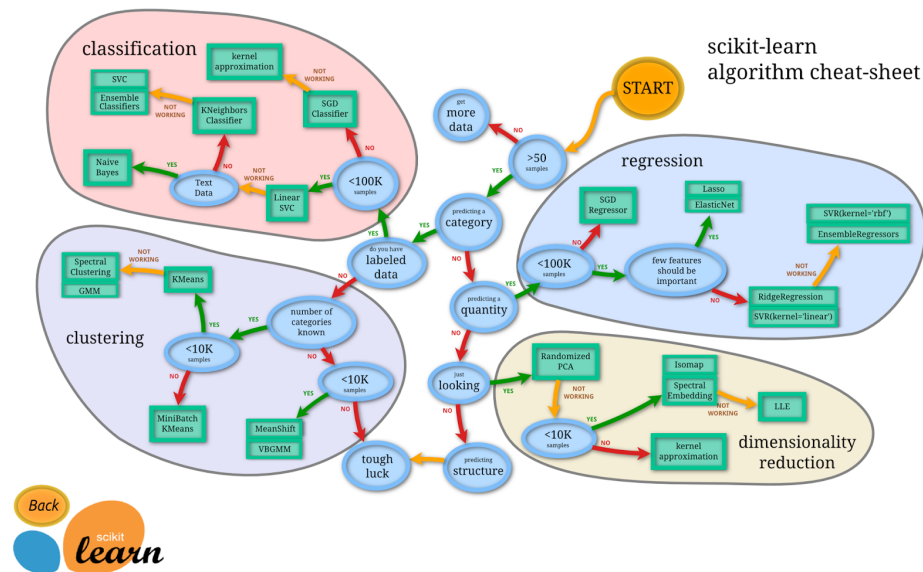 scikit-learn
algorithm cheat-sheet
START
classification
kernel
approximation
NOT
WORKING
SVC
Ensemble
Classifiers
NOT
WORKING
KNeighbors
Classifier
SGD
Classifier
NO
Naive
Bayes
YES
Text
Data
NO
NOT
WORKING
Linear
SVC
YES
<100K
samples
YES
get
more
data
NO
>50
samples
YES
predicting a
category
YES
do you have
labeled
data
NO
NO
predicting a
quantity
YES
NO
just
looking
YES
NO
predicting
structure
tough
luck
regression
SGD
Regressor
NO
<100K
samples
YES
Lasso
ElasticNet
YES
few features
should be
important
NO
SVR(kernel='rbf')
EnsembleRegressors
NOT
WORKING
RidgeRegression
SVR(kernel='linear')
clustering
Spectral
Clustering
GMM
NOT
WORKING
KMeans
YES
number of
categories
known
YES
NO
<10K
samples
NO
MiniBatch
KMeans
<10K
samples
YES
NO
MeanShift
VBGMM
dimensionality
reduction
Randomized
PCA
NOT
WORKING
<10K
samples
YES
NO
Isomap
Spectral
Embedding
NOT
WORKING
LLE
kernel
approximation
Back
scikit
learn